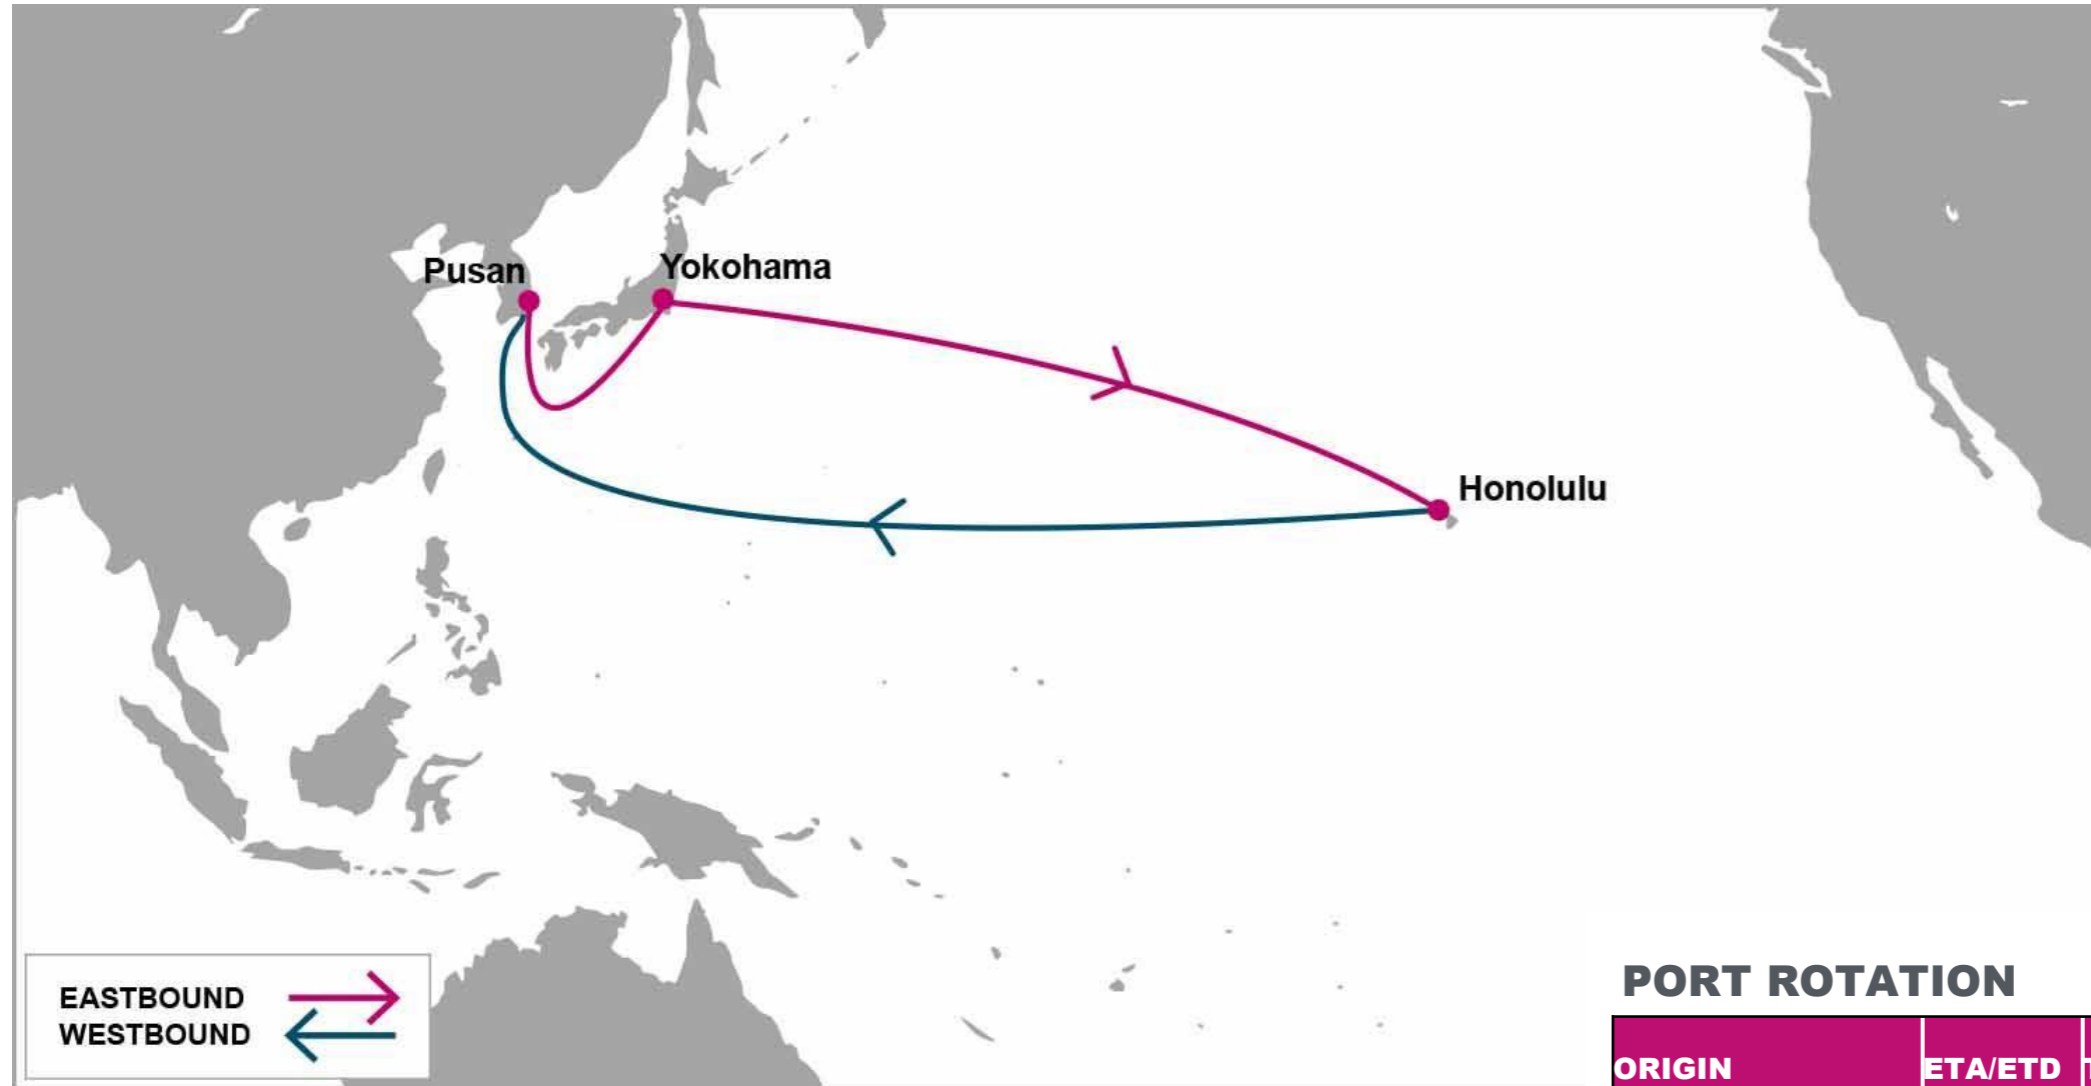 Pusan
Yokohama
Honolulu
EASTBOUND
WESTBOUND
PORT ROTATION
ORIGIN ETA/ETD